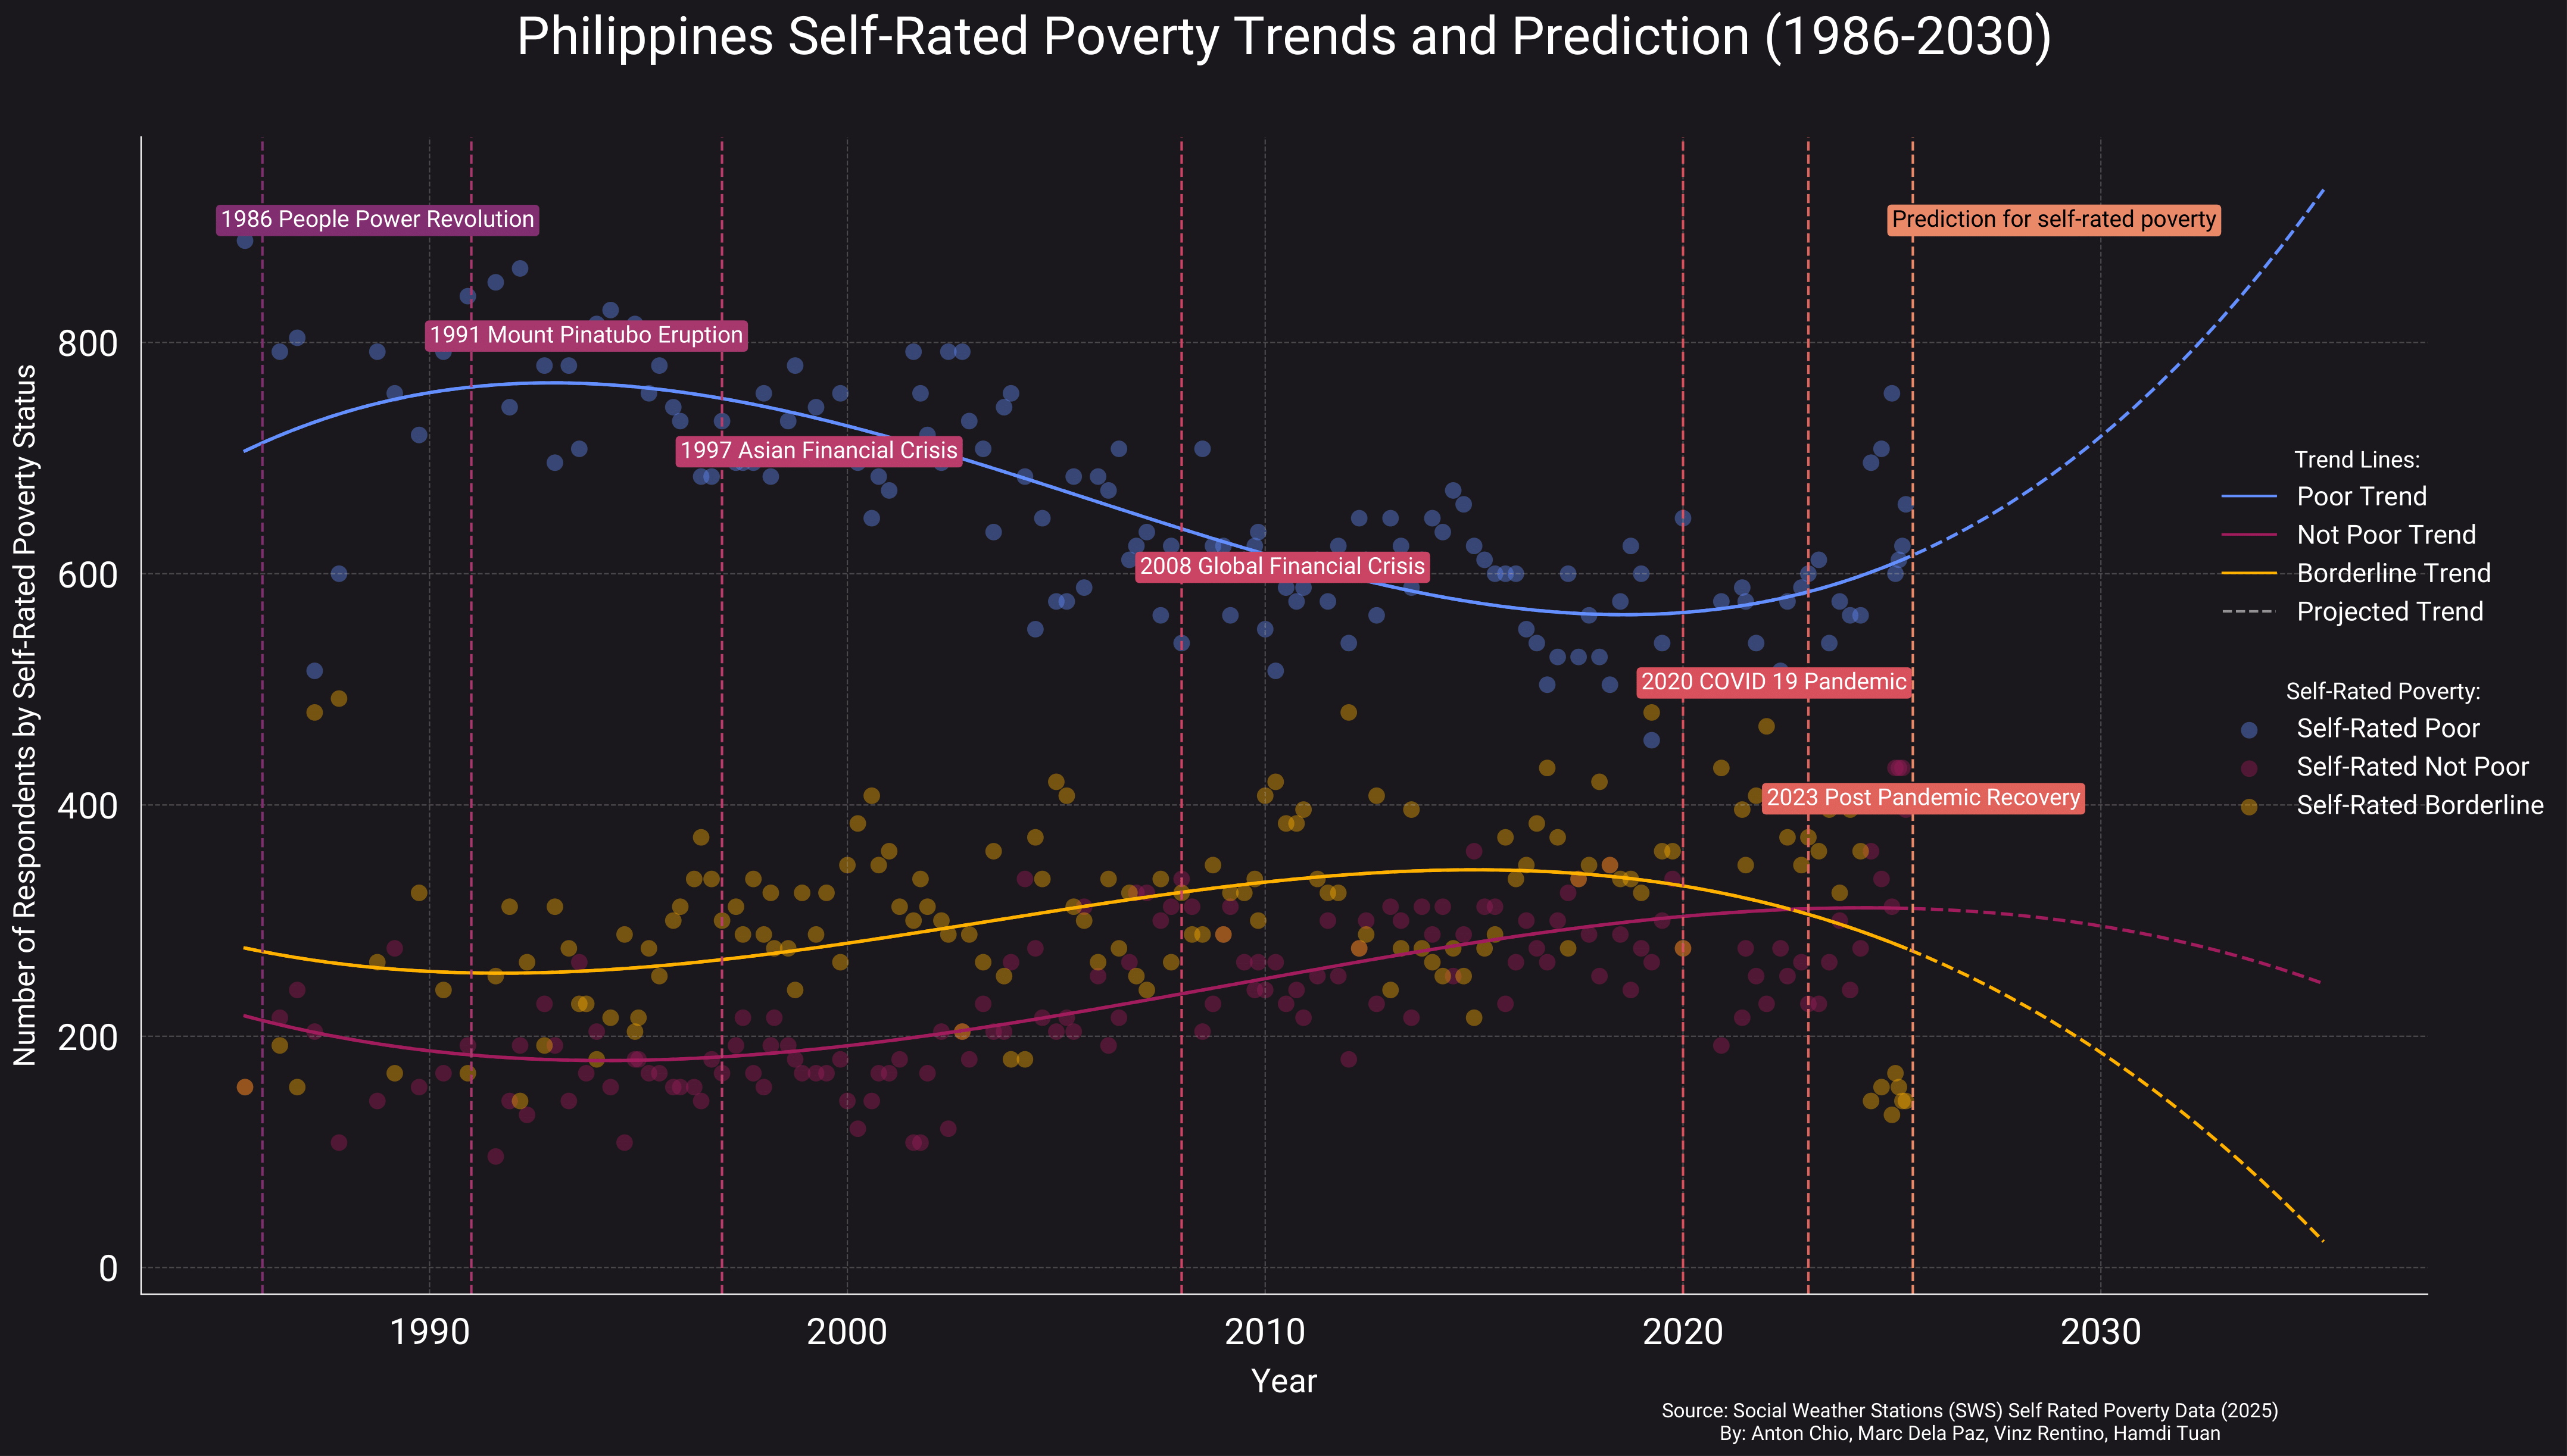 Philippines Self-Rated Poverty Trends and Prediction (1986-2030)
1986 People Power Revolution
Prediction for self-rated poverty
1991 Mount Pinatubo Eruption
1997 Asian Financial Crisis
2008 Global Financial Crisis
2020 COVID 19 Pandemic
2023 Post Pandemic Recovery
Number of Respondents by Self-Rated Poverty Status
800
600
400
200
0
1990
2000
2010
2020
2030
Year
Trend Lines:
Poor Trend
Not Poor Trend
Borderline Trend
Projected Trend
Self-Rated Poverty:
Self-Rated Poor
Self-Rated Not Poor
Self-Rated Borderline
Source: Social Weather Stations (SWS) Self Rated Poverty Data (2025)
By: Anton Chio, Marc Dela Paz, Vinz Rentino, Hamdi Tuan